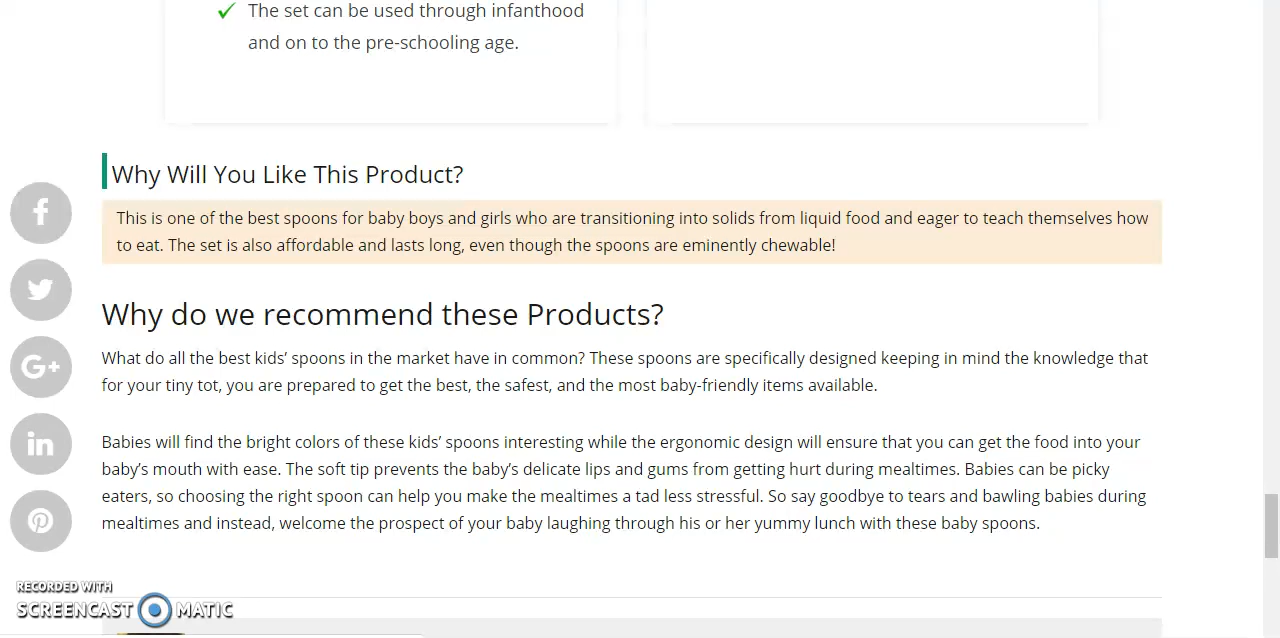 The set can be used through infanthood
and on to the pre-schooling age.
Why Will You Like This Product?
This is one of the best spoons for baby boys and girls who are transitioning into solids from liquid food and eager to teach themselves how
to eat. The set is also affordable and lasts long, even though the spoons are eminently chewable!
Why do we recommend these Products?
What do all the best kids’ spoons in the market have in common? These spoons are specifically designed keeping in mind the knowledge that
for your tiny tot, you are prepared to get the best, the safest, and the most baby-friendly items available.
Babies will find the bright colors of these kids’ spoons interesting while the ergonomic design will ensure that you can get the food into your
baby’s mouth with ease. The soft tip prevents the baby’s delicate lips and gums from getting hurt during mealtimes. Babies can be picky
eaters, so choosing the right spoon can help you make the mealtimes a tad less stressful. So say goodbye to tears and bawling babies during
mealtimes and instead, welcome the prospect of your baby laughing through his or her yummy lunch with these baby spoons.
f
G+
in
RECORDED WITH
SCREENCAST MATIC